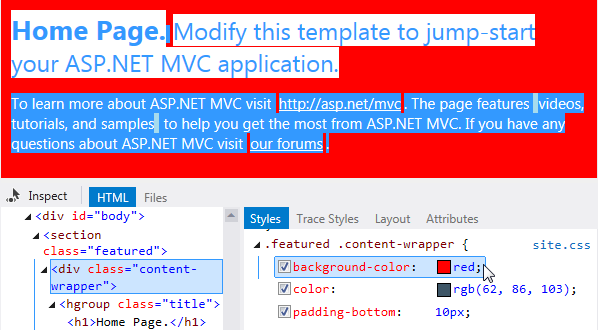 Home Page. Modify this template to jump-start
your ASP.NET MVC application.
To learn more about ASP.NET MVC visit http://asp.net/mvc. The page features videos,
tutorials, and samples to help you get the most from ASP.NET MVC. If you have any
questions about ASP.NET MVC visit our forums.
Inspect HTML Files
<div id="body">
<section
class="featured">
<div class="content-
wrapper">
<hgroup class="title">
<h1>Home Page.</h1>
Styles Trace Styles Layout Attributes
.featured .content-wrapper { site.css
background-color: red;
color: rgb(62, 86, 103);
padding-bottom: 10px;